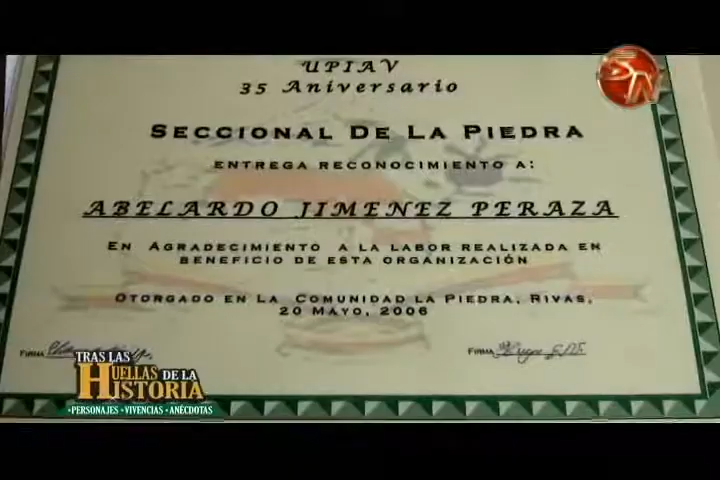 UPIAV
35 Aniversario
SECCIONAL DE LA PIEDRA
ENTREGA RECONOCIMIENTO A:
ABELARDO JIMENEZ PERAZA
EN AGRADECIMIENTO A LA LABOR REALIZADA EN
BENEFICIO DE ESTA ORGANIZACIÓN
OTORGADO EN LA COMUNIDAD LA PIEDRA, RIVAS,
20 MAYO, 2006
FIRMA
FIRMA
TRAS LAS
HUELLAS DE LA
HISTORIA
•PERSONAJES •VIVENCIAS •ANÉCDOTAS